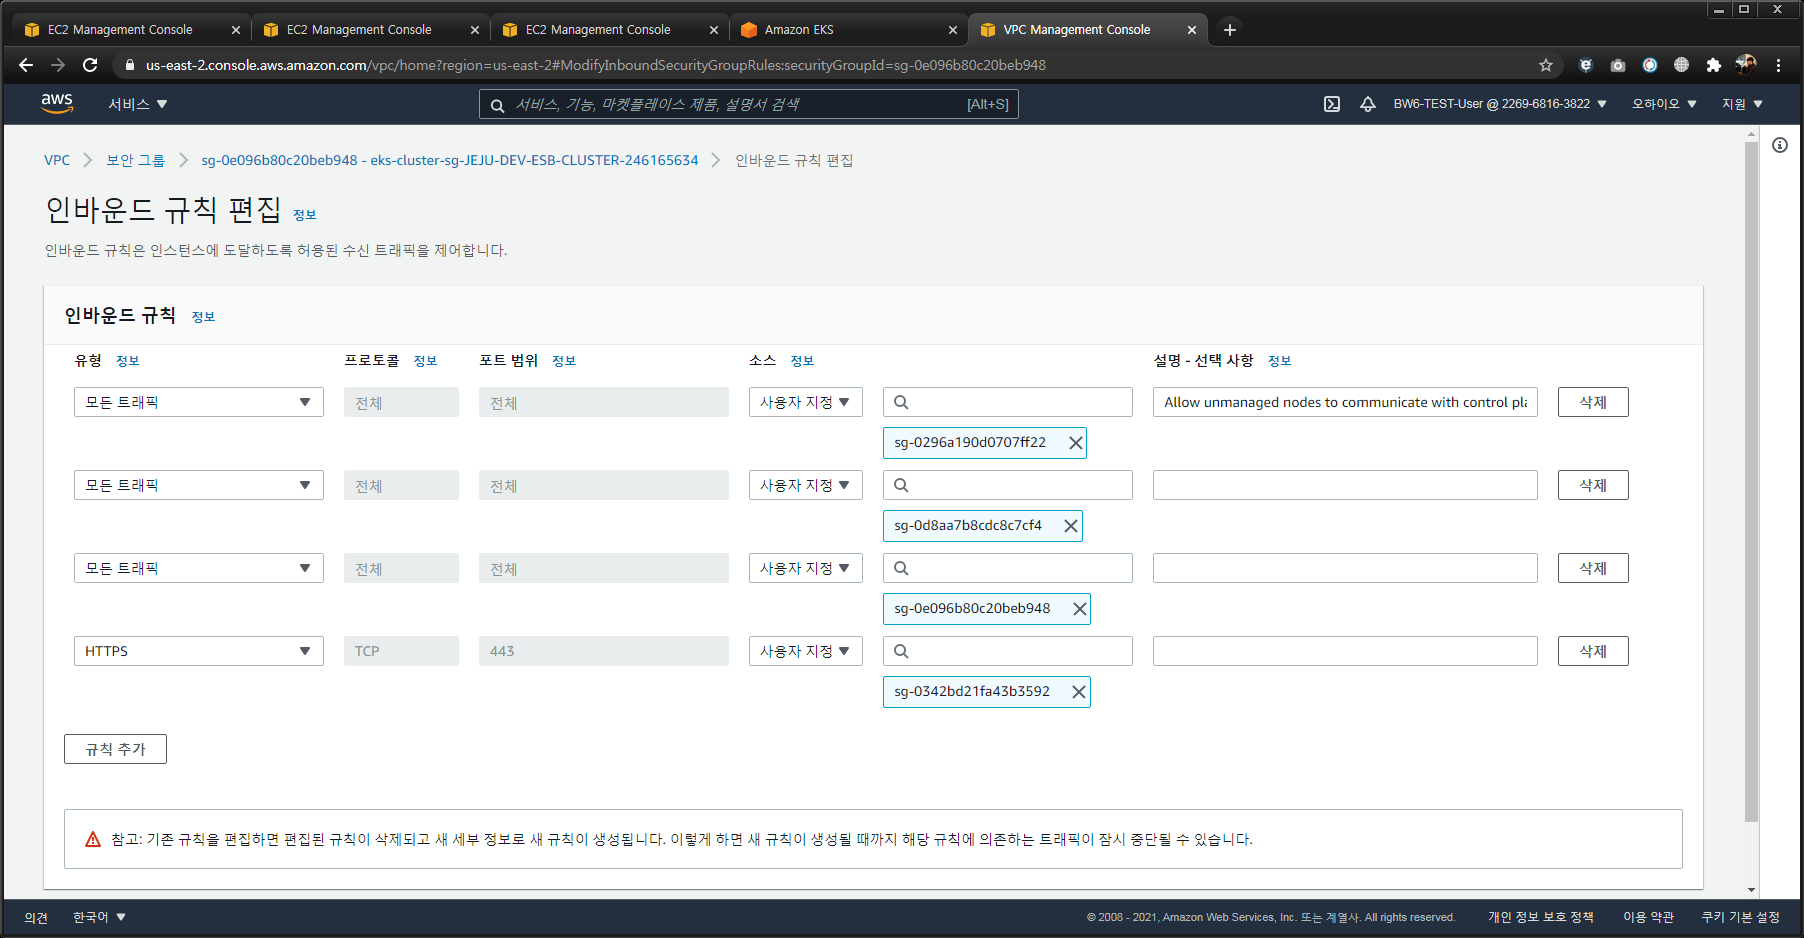 EC2 Management Console
EC2 Management Console
EC2 Management Console
Amazon EKS
VPC Management Console
us-east-2.console.aws.amazon.com/vpc/home?region=us-east-2#ModifyInboundSecurityGroupRules:securityGroupId=sg-0e096b80c20beb948
aws 서비스 서비스, 기능, 마켓플레이스 제품, 설명서 검색 [Alt+S] BW6-TEST-User @ 2269-6816-3822 오하이오 지원
VPC 보안 그룹 sg-0e096b80c20beb948 - eks-cluster-sg-JEJU-DEV-ESB-CLUSTER-246165634 인바운드 규칙 편집
인바운드 규칙 편집 정보
인바운드 규칙은 인스턴스에 도달하도록 허용된 수신 트래픽을 제어합니다.
인바운드 규칙 정보
유형 정보 프로토콜 정보 포트 범위 정보 소스 정보 설명 - 선택 사항 정보
모든 트래픽 전체 전체 사용자 지정 Allow unmanaged nodes to communicate with control pla 삭제
sg-0296a190d0707ff22
모든 트래픽 전체 전체 사용자 지정 삭제
sg-0d8aa7b8cdc8c7cf4
모든 트래픽 전체 전체 사용자 지정 삭제
sg-0e096b80c20beb948
HTTPS TCP 443 사용자 지정 삭제
sg-0342bd21fa43b3592
규칙 추가
참고: 기존 규칙을 편집하면 편집된 규칙이 삭제되고 새 세부 정보로 새 규칙이 생성됩니다. 이렇게 하면 새 규칙이 생성될 때까지 해당 규칙에 의존하는 트래픽이 잠시 중단될 수 있습니다.
의견 한국어 © 2008 - 2021, Amazon Web Services, Inc. 또는 계열사. All rights reserved. 개인 정보 보호 정책 이용 약관 쿠키 기본 설정